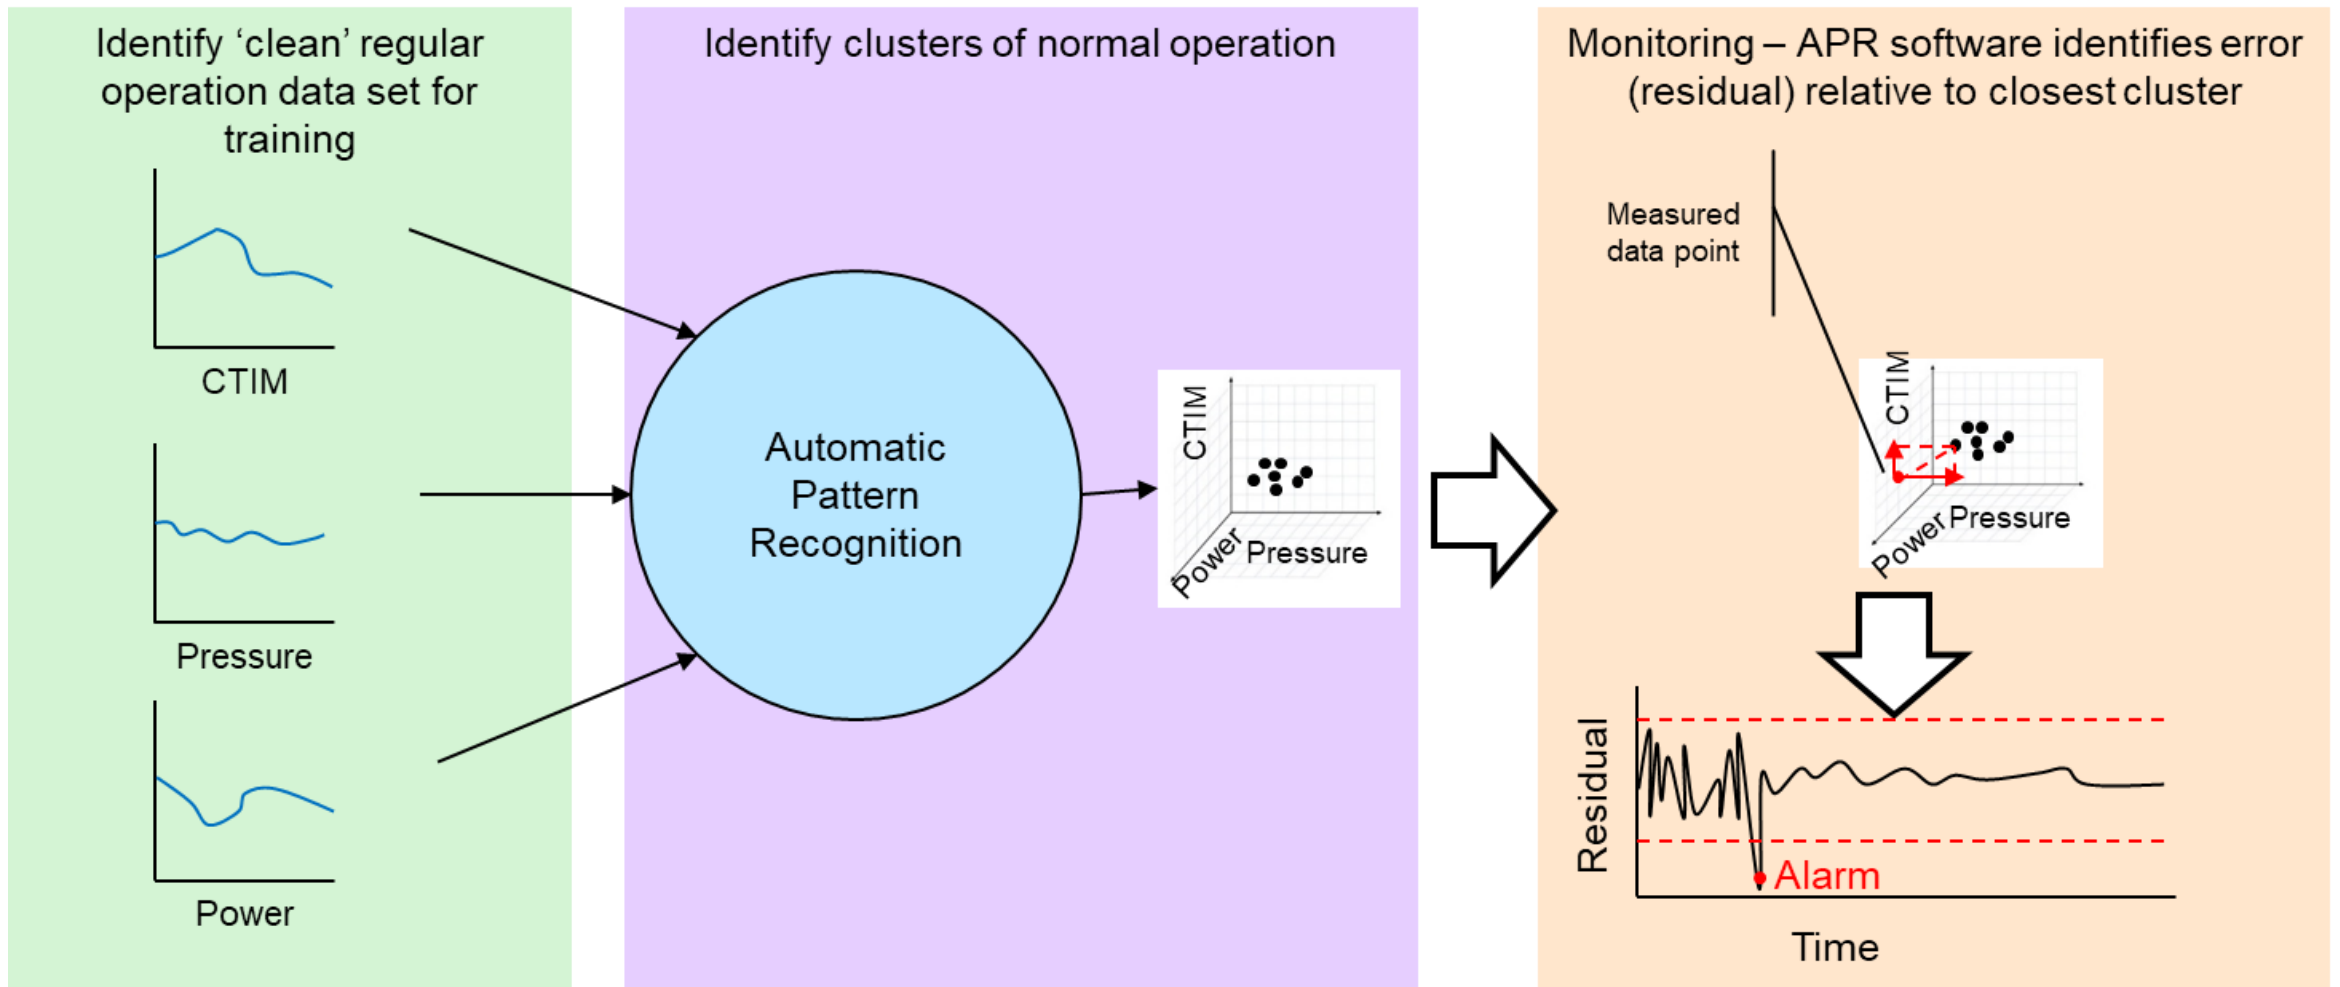 Identify ‘clean’ regular
operation data set for
training
CTIM
Pressure
Power
Identify clusters of normal operation
Automatic
Pattern
Recognition
CTIM
Power
Pressure
Monitoring – APR software identifies error
(residual) relative to closest cluster
Measured
data point
CTIM
Power
Pressure
Residual
Alarm
Time